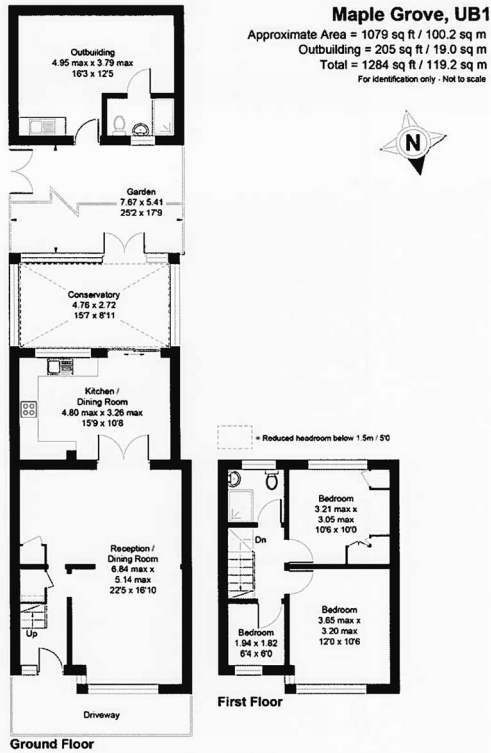 Maple Grove, UB1
Approximate Area = 1079 sq ft / 100.2 sq m
Outbuilding = 205 sq ft / 19.0 sq m
Total = 1284 sq ft / 119.2 sq m
For identification only - Not to scale
N
Outbuilding
4.95 max x 3.79 max
16'3 x 12'5
Garden
7.67 x 5.41
25'2 x 17'9
Conservatory
4.76 x 2.72
15'7 x 8'11
Kitchen /
Dining Room
4.80 max x 3.26 max
15'9 x 10'8
= Reduced headroom below 1.5m / 5'0
Reception /
Dining Room
6.84 max x
5.14 max
22'5 x 16'10
Up
Driveway
Ground Floor
Bedroom
3.21 max x
3.05 max
10'6 x 10'0
Dn
Bedroom
3.65 max x
3.20 max
12'0 x 10'6
Bedroom
1.94 x 1.82
6'4 x 6'0
First Floor